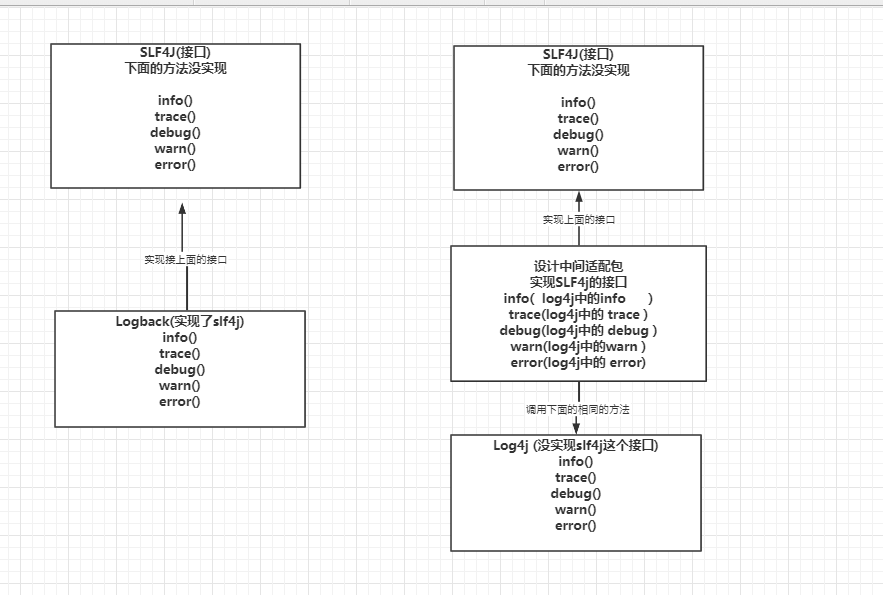 SLF4J(接口)
下面的方法没实现
info()
trace()
debug()
warn()
error()
实现接上面的接口
Logback(实现了slf4j)
info()
trace()
debug()
warn()
error()
SLF4J(接口)
下面的方法没实现
info()
trace()
debug()
warn()
error()
实现上面的接口
设计中间适配包
实现SLF4j的接口
info( log4j中的info )
trace(log4j中的 trace )
debug(log4j中的 debug )
warn(log4j中的warn )
error(log4j中的 error)
调用下面的相同的方法
Log4j (没实现slf4j这个接口)
info()
trace()
debug()
warn()
error()